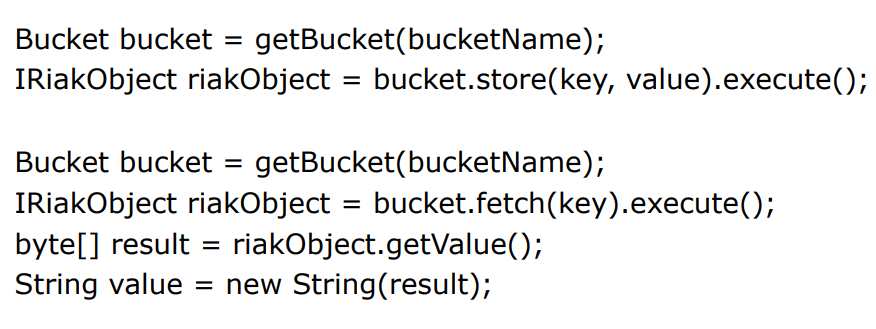 Bucket bucket = getBucket(bucketName);
IRiakObject riakObject = bucket.store(key, value).execute();
Bucket bucket = getBucket(bucketName);
IRiakObject riakObject = bucket.fetch(key).execute();
byte[] result = riakObject.getValue();
String value = new String(result);